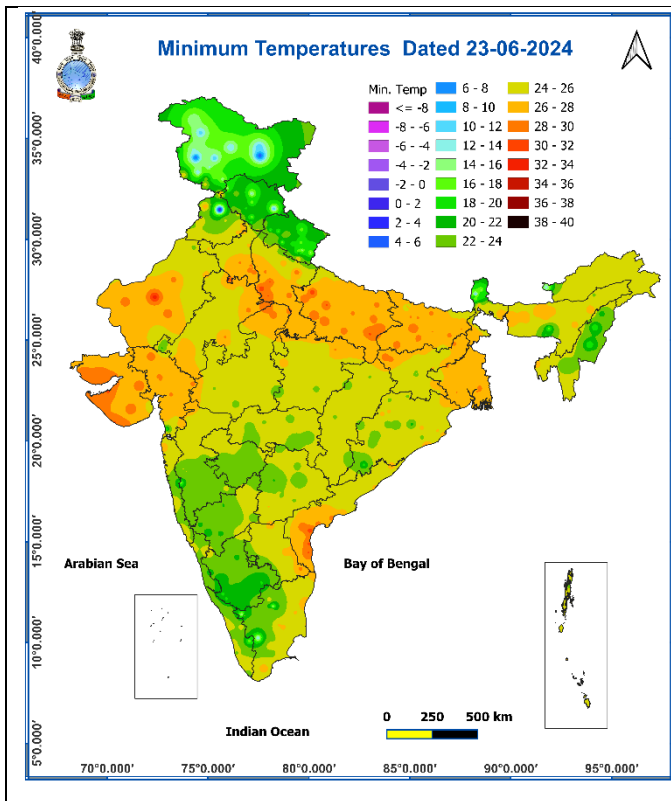 Minimum Temperatures Dated 23-06-2024
Min. Temp
<= -8
-8 - -6
-6 - -4
-4 - -2
-2 - 0
0 - 2
2 - 4
4 - 6
6 - 8
8 - 10
10 - 12
12 - 14
14 - 16
16 - 18
18 - 20
20 - 22
22 - 24
24 - 26
26 - 28
28 - 30
30 - 32
32 - 34
34 - 36
36 - 38
38 - 40
40°0.000'
35°0.000'
30°0.000'
25°0.000'
20°0.000'
15°0.000'
10°0.000'
5°0.000'
Arabian Sea
Bay of Bengal
Indian Ocean
0 250 500 km
70°0.000' 75°0.000' 80°0.000' 85°0.000' 90°0.000' 95°0.000'